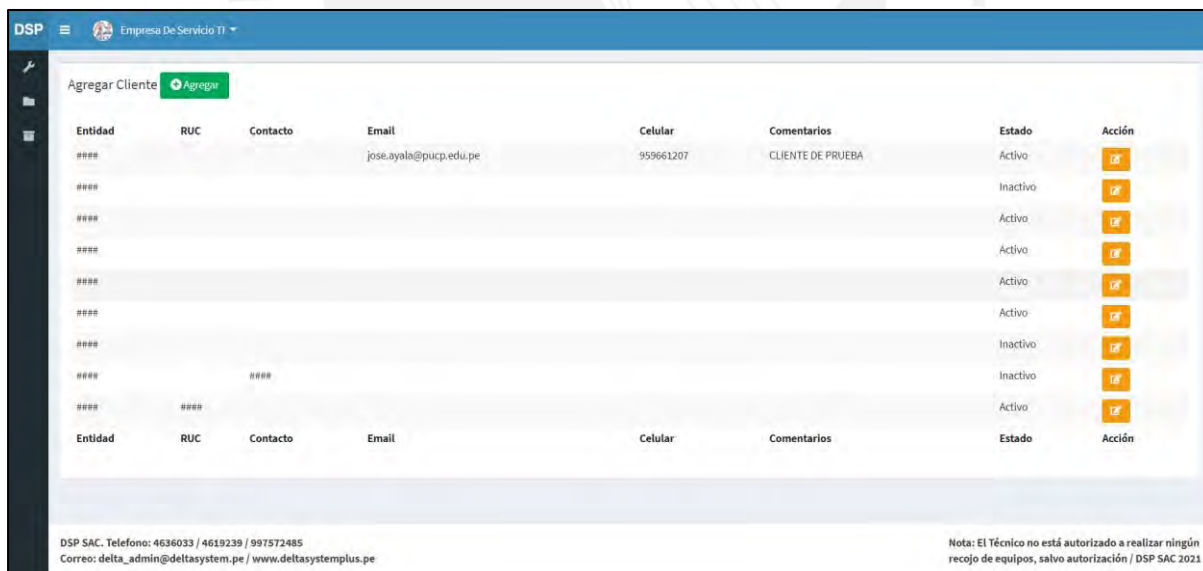 DSP Empresa De Servicio TI
Agregar Cliente Agregar
Entidad RUC Contacto Email Celular Comentarios Estado Acción
#### jose.ayala@pucp.edu.pe 959661207 CLIENTE DE PRUEBA Activo
#### Inactivo
#### Activo
#### Activo
#### Activo
#### Activo
#### Inactivo
#### #### Inactivo
#### #### Activo
Entidad RUC Contacto Email Celular Comentarios Estado Acción
DSP SAC. Telefono: 4636033 / 4619239 / 997572485
Correo: delta_admin@deltasystem.pe / www.deltasystemplus.pe
Nota: El Técnico no está autorizado a realizar ningún
recojo de equipos, salvo autorización / DSP SAC 2021